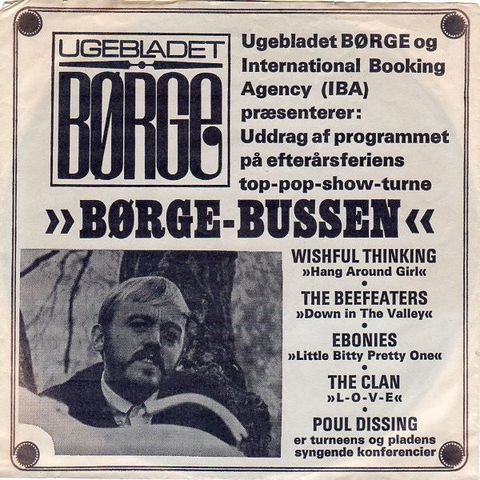 UGEBLADET
BØRGE
Ugebladet BØRGE og
International Booking
Agency (IBA)
præsenterer:
Uddrag af programmet
på efterårsferiens
top-pop-show-turne
»BØRGE-BUSSEN«
WISHFUL THINKING
»Hang Around Girl«
•
THE BEEFEATERS
»Down in The Valley«
•
EBONIES
»Little Bitty Pretty One«
•
THE CLAN
»L-O-V-E«
•
POUL DISSING
er turneens og pladens
syngende konferencier